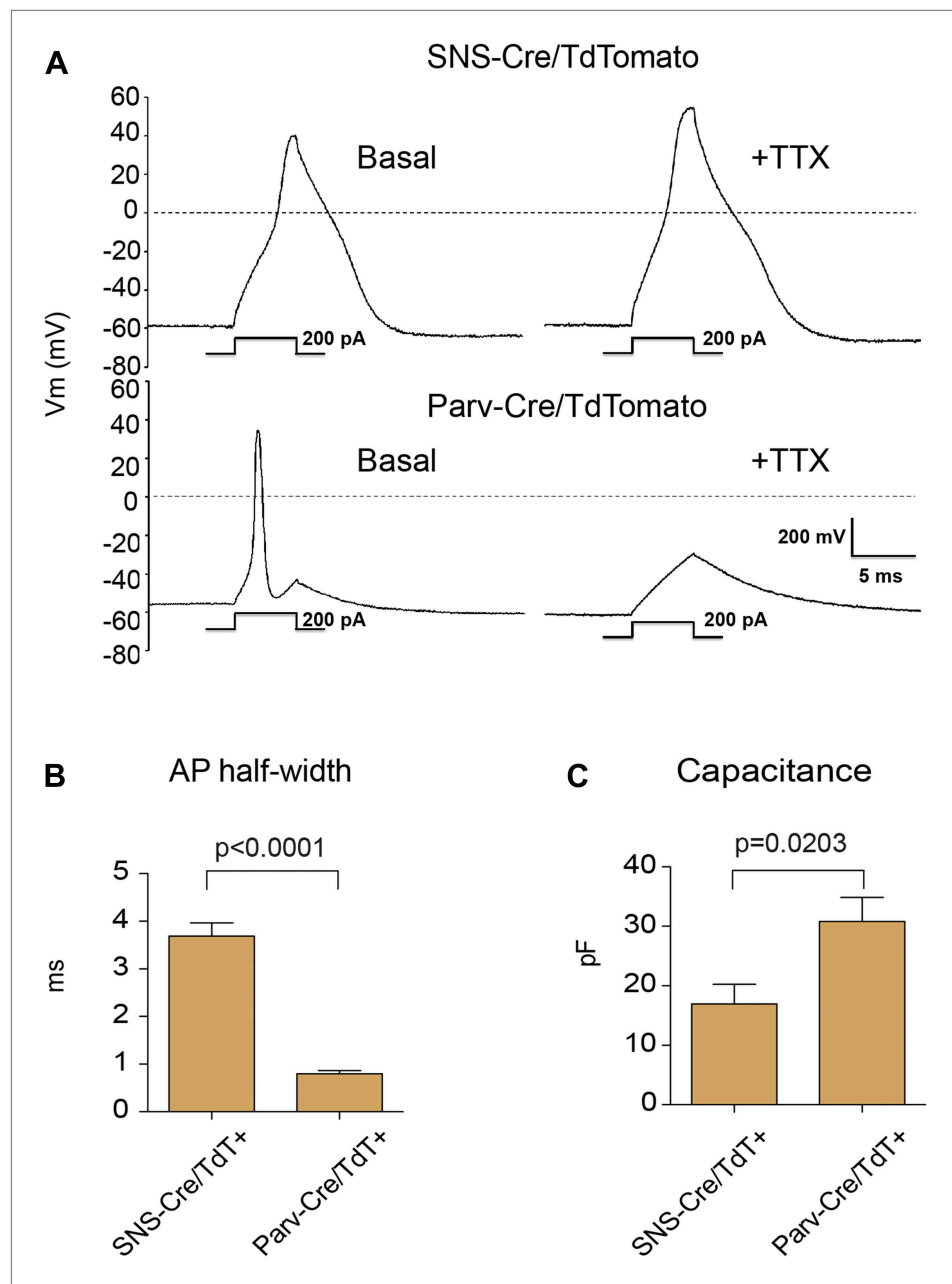 A
SNS-Cre/TdTomato
60
40
20
0
-20
-40
-60
-80
Basal
+TTX
200 pA
200 pA
Vm (mV)
Parv-Cre/TdTomato
60
40
20
0
-20
-40
-60
-80
Basal
+TTX
200 mV
5 ms
200 pA
200 pA
B
AP half-width
p<0.0001
5
4
3
2
1
0
ms
SNS-Cre/TdT+
Parv-Cre/TdT+
C
Capacitance
p=0.0203
40
30
20
10
0
pF
SNS-Cre/TdT+
Parv-Cre/TdT+